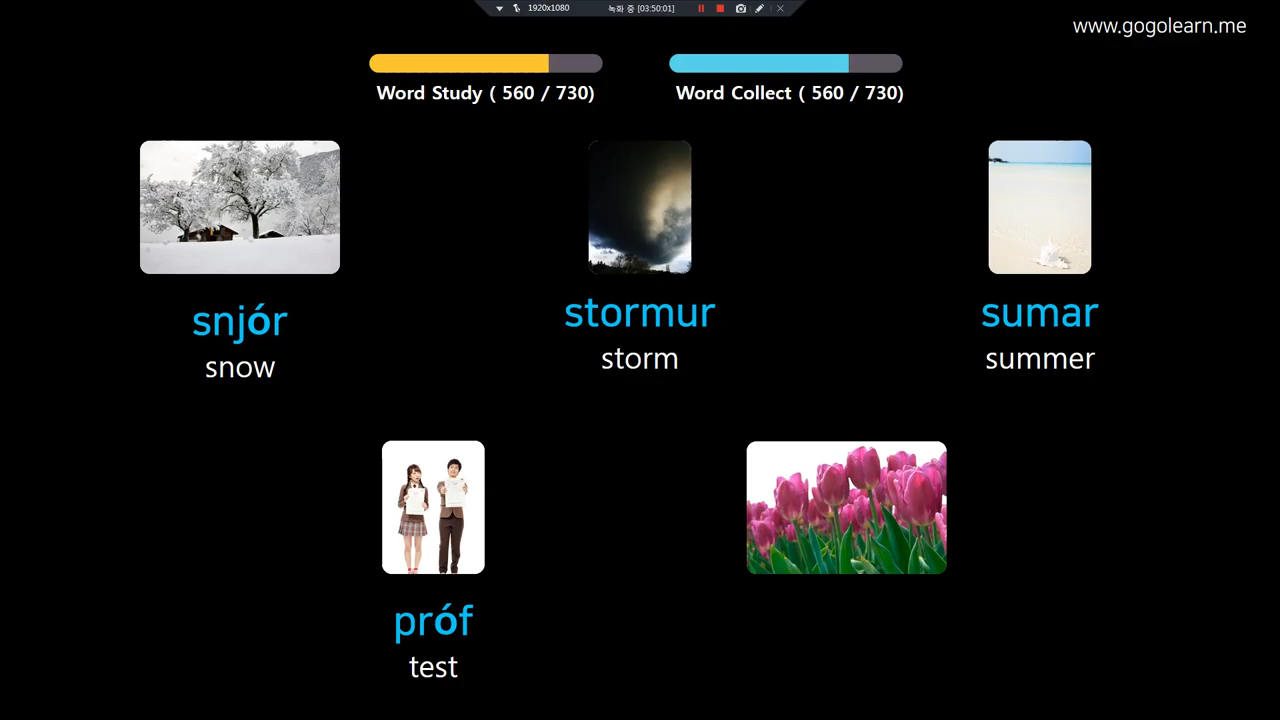 1920x1080 녹화 중 [03:50:01]
www.gogolearn.me
Word Study ( 560 / 730)
Word Collect ( 560 / 730)
snjór
snow
stormur
storm
sumar
summer
próf
test